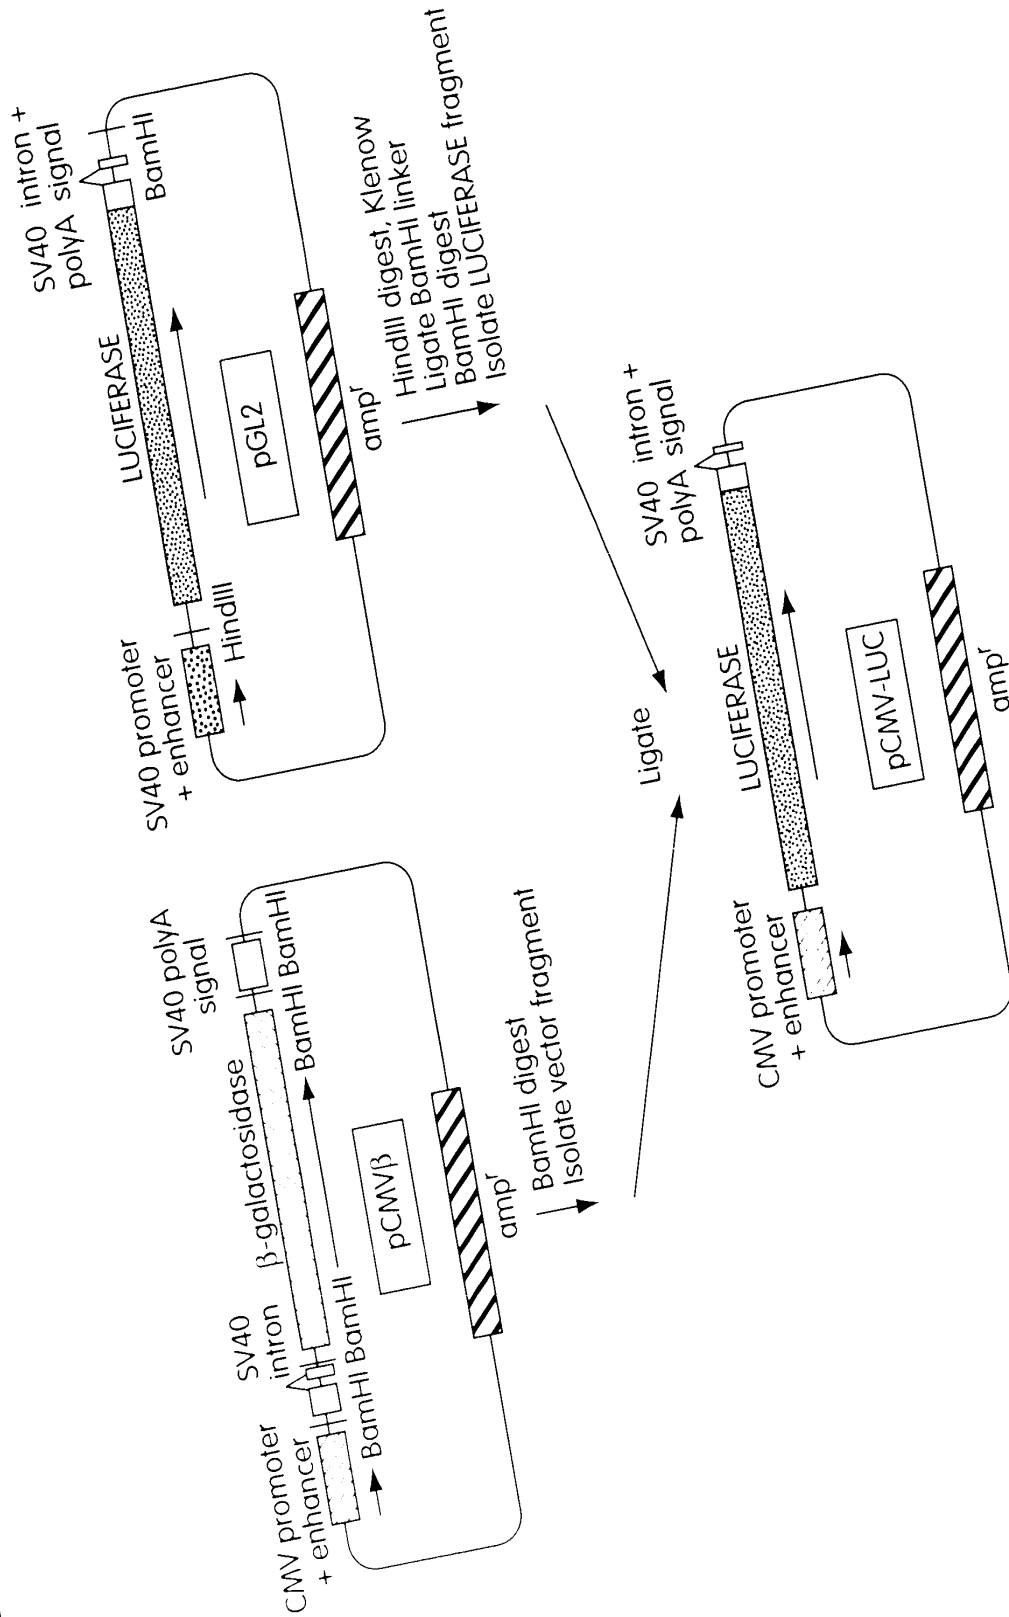 CMV promoter
+ enhancer
SV40
intron
β-galactosidase
SV40 polyA
signal
BamHI BamHI
BamHI BamHI
pCMVβ
ampʳ
BamHI digest
Isolate vector fragment
SV40 promoter
+ enhancer
HindIII
LUCIFERASE
SV40 intron +
polyA signal
BamHI
pGL2
ampʳ
HindIII digest, Klenow
Ligate BamHI linker
BamHI digest
Isolate LUCIFERASE fragment
Ligate
CMV promoter
+ enhancer
LUCIFERASE
SV40 intron +
polyA signal
pCMV-LUC
ampʳ